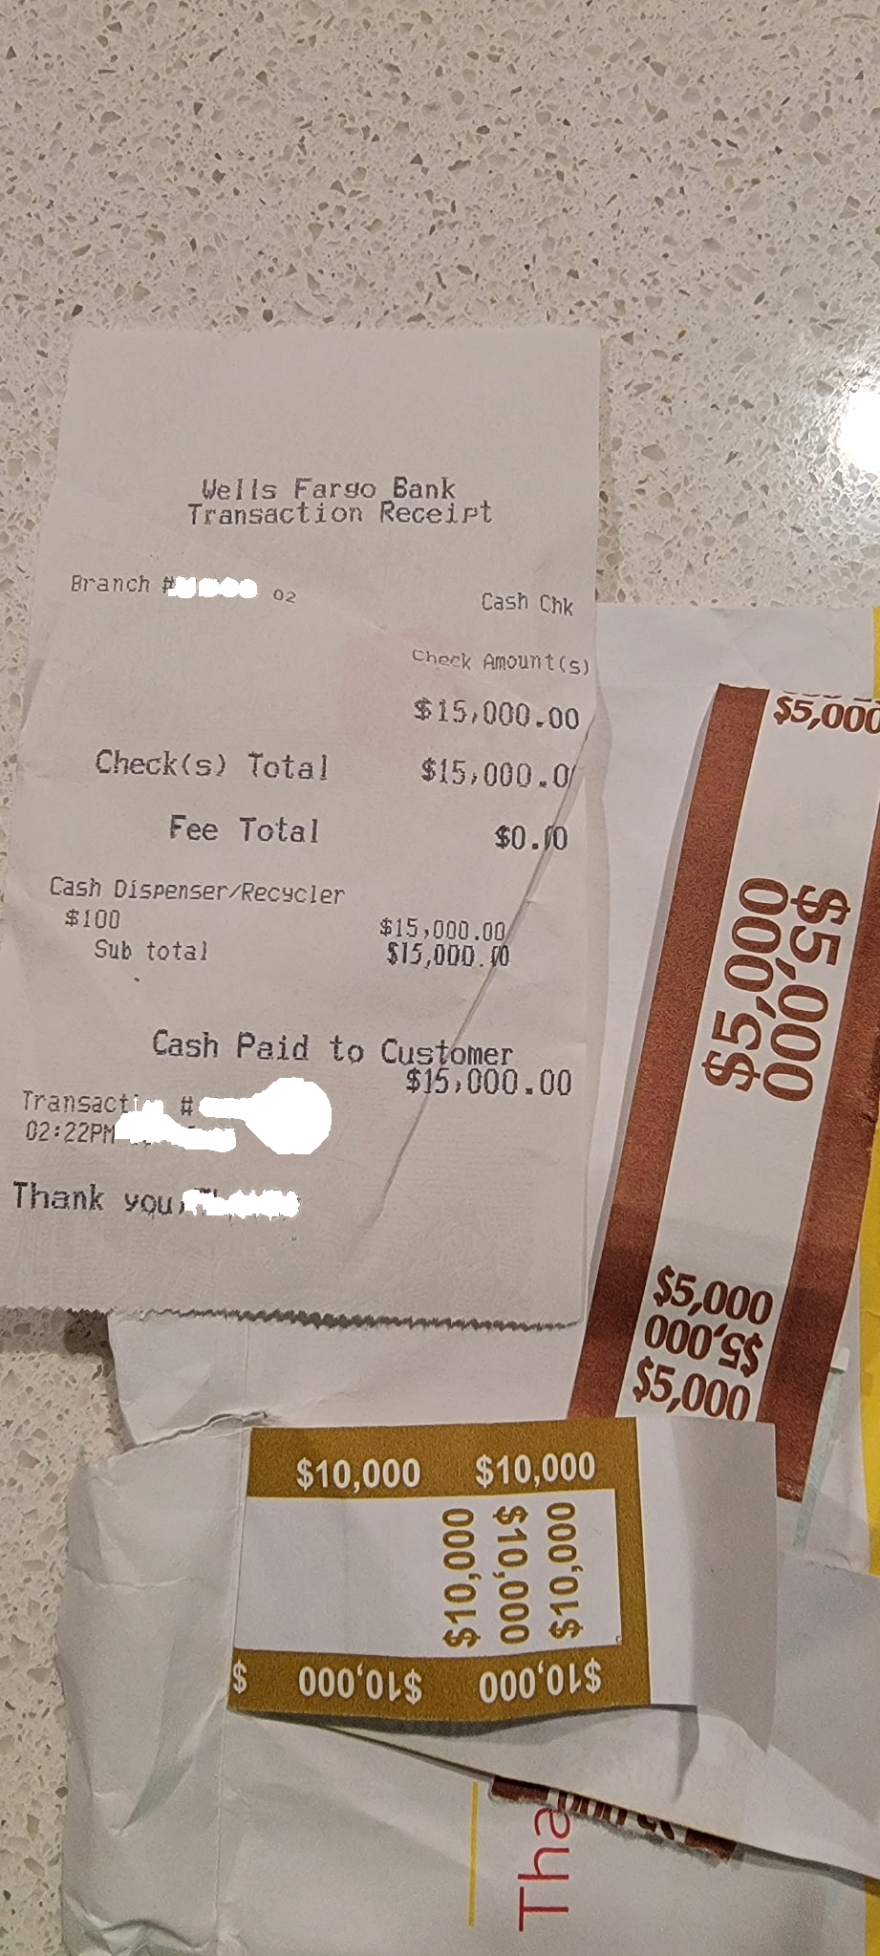 Wells Fargo Bank
Transaction Receipt
Branch # 02
Cash Chk
Check Amount(s)
$15,000.00
Check(s) Total $15,000.0
Fee Total $0.00
Cash Dispenser/Recycler
$100 $15,000.00
Sub total $15,000.00
Cash Paid to Customer
$15,000.00
Transact #
02:22PM
Thank you,
$5,000
$5,000
$5,000
$5,000
$5,000
$5,000
$10,000 $10,000
$10,000
$10,000
$10,000
$10,000 $10,000 $
Tha